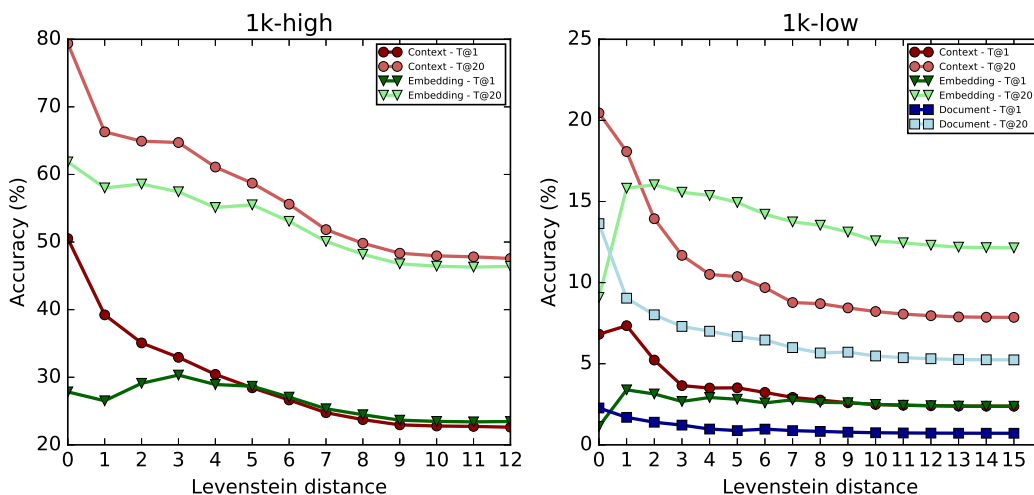 1k-high
80
70
60
50
40
30
20
Accuracy (%)
Context - T@1
Context - T@20
Embedding - T@1
Embedding - T@20
0 1 2 3 4 5 6 7 8 9 10 11 12
Levenstein distance
1k-low
25
20
15
10
5
0
Accuracy (%)
Context - T@1
Context - T@20
Embedding - T@1
Embedding - T@20
Document - T@1
Document - T@20
0 1 2 3 4 5 6 7 8 9 10 11 12 13 14 15
Levenstein distance